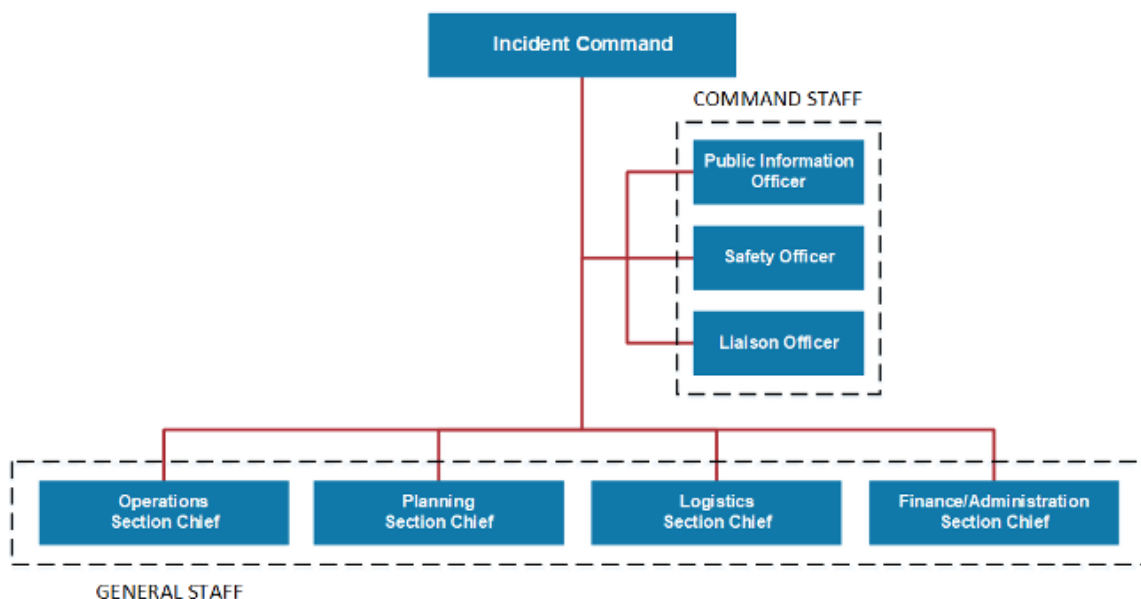 Incident Command
COMMAND STAFF
Public Information
Officer
Safety Officer
Liaison Officer
Operations
Section Chief
Planning
Section Chief
Logistics
Section Chief
Finance/Administration
Section Chief
GENERAL STAFF